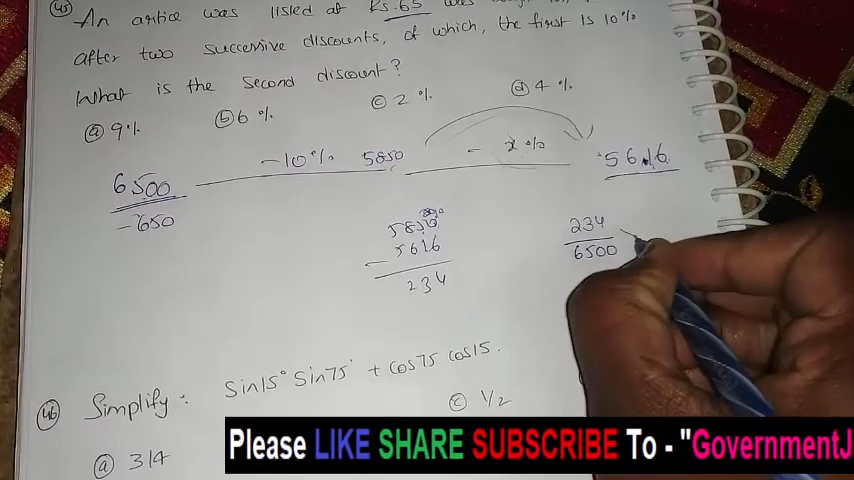 45 An artice was listed at Rs.65
after two successive discounts, of which, the first is 10%
What is the second discount?
a 9% b 6% c 2% d 4%
6500 -10% 5850 - x% 56.16
-650
5850
5616
234
234
6500
46 Simplify: Sin15° Sin75° + Cos75 Cos15.
a 3/4 c 1/2
Please LIKE SHARE SUBSCRIBE To - "GovernmentJ